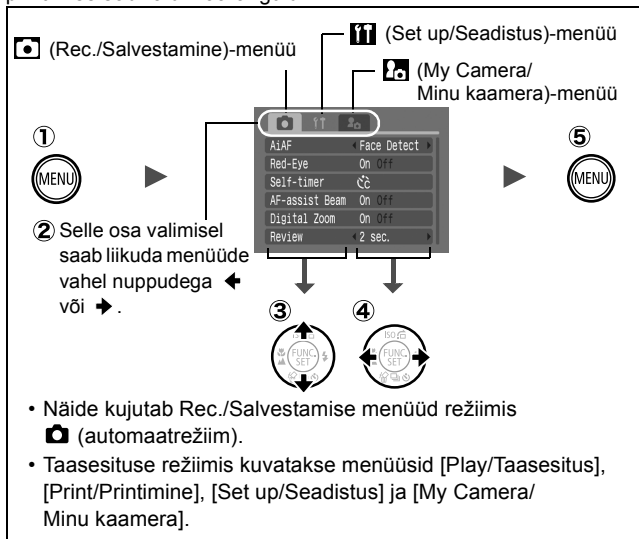 (Rec./Salvestamine)-menüü
(Set up/Seadistus)-menüü
(My Camera/
Minu kaamera)-menüü
①
MENU
② Selle osa valimisel
saab liikuda menüüde
vahel nuppudega
või .
AiAF Face Detect
Red-Eye On Off
Self-timer
AF-assist Beam On Off
Digital Zoom On Off
Review 2 sec.
⑤
MENU
③
FUNC.
SET
④
ISO
FUNC.
SET
• Näide kujutab Rec./Salvestamise menüüd režiimis
(automaatrežiim).
• Taasesituse režiimis kuvatakse menüüsid [Play/Taasesitus],
[Print/Printimine], [Set up/Seadistus] ja [My Camera/
Minu kaamera].